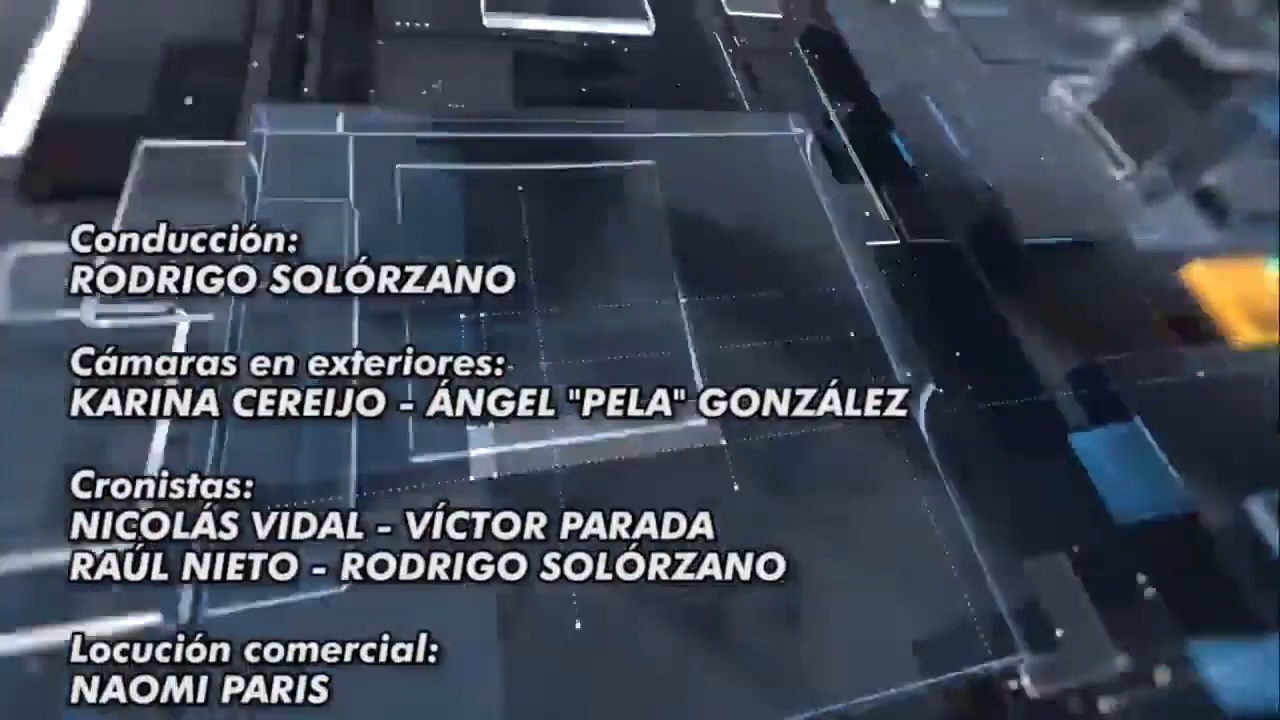 Conducción:
RODRIGO SOLÓRZANO
Cámaras en exteriores:
KARINA CEREIJO - ÁNGEL "PELA" GONZÁLEZ
Cronistas:
NICOLÁS VIDAL - VÍCTOR PARADA
RAÚL NIETO - RODRIGO SOLÓRZANO
Locución comercial:
NAOMI PARIS